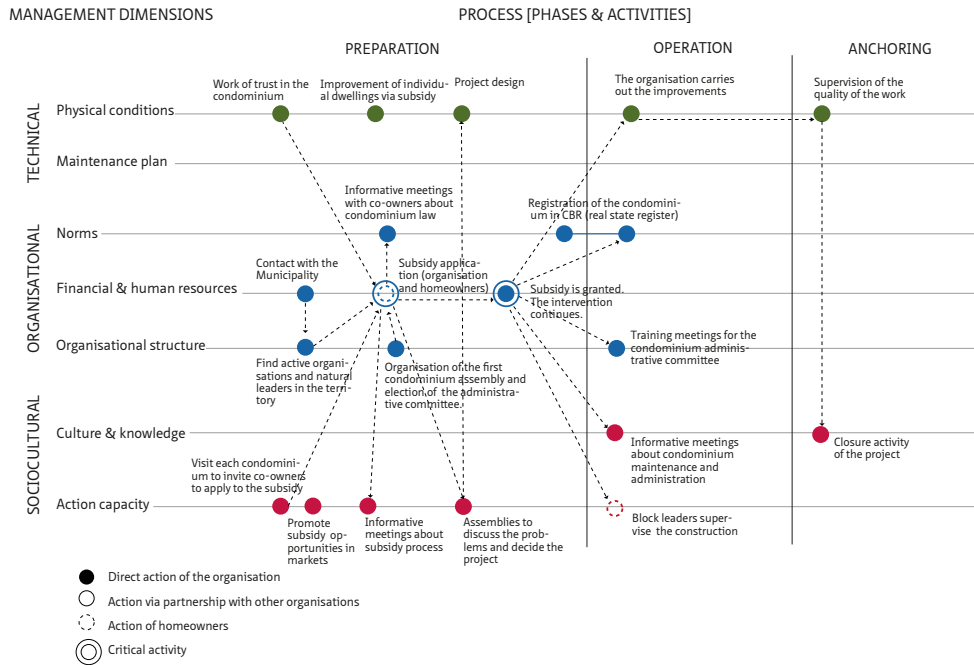 MANAGEMENT DIMENSIONS
PROCESS [PHASES & ACTIVITIES]
PREPARATION
OPERATION
ANCHORING
TECHNICAL
Physical conditions
Work of trust in the
condominium
Improvement of individu-
al dwellings via subsidy
Project design
The organisation carries
out the improvements
Supervision of the
quality of the work
Maintenance plan
ORGANISATIONAL
Norms
Informative meetings
with co-owners about
condominium law
Registration of the condomini-
um in CBR (real state register)
Financial & human resources
Contact with the
Municipality
Subsidy applica-
tion (organisation
and homeowners)
Subsidy is granted.
The intervention
continues.
Organisational structure
Find active organi-
sations and natural
leaders in the terri-
tory
Organisation of the first
condominium assembly and
election of the administra-
tive committee.
Training meetings for the
condominium adminis-
trative committee
SOCIOCULTURAL
Culture & knowledge
Informative meetings
about condominium
maintenance and
administration
Closure activity
of the project
Action capacity
Visit each condomini-
um to invite co-owners
to apply to the subsidy
Promote
subsidy op-
portunities in
markets
Informative
meetings about
subsidy process
Assemblies to
discuss the prob-
lems and decide the
project
Block leaders super-
vise the construction
Direct action of the organisation
Action via partnership with other organisations
Action of homeowners
Critical activity